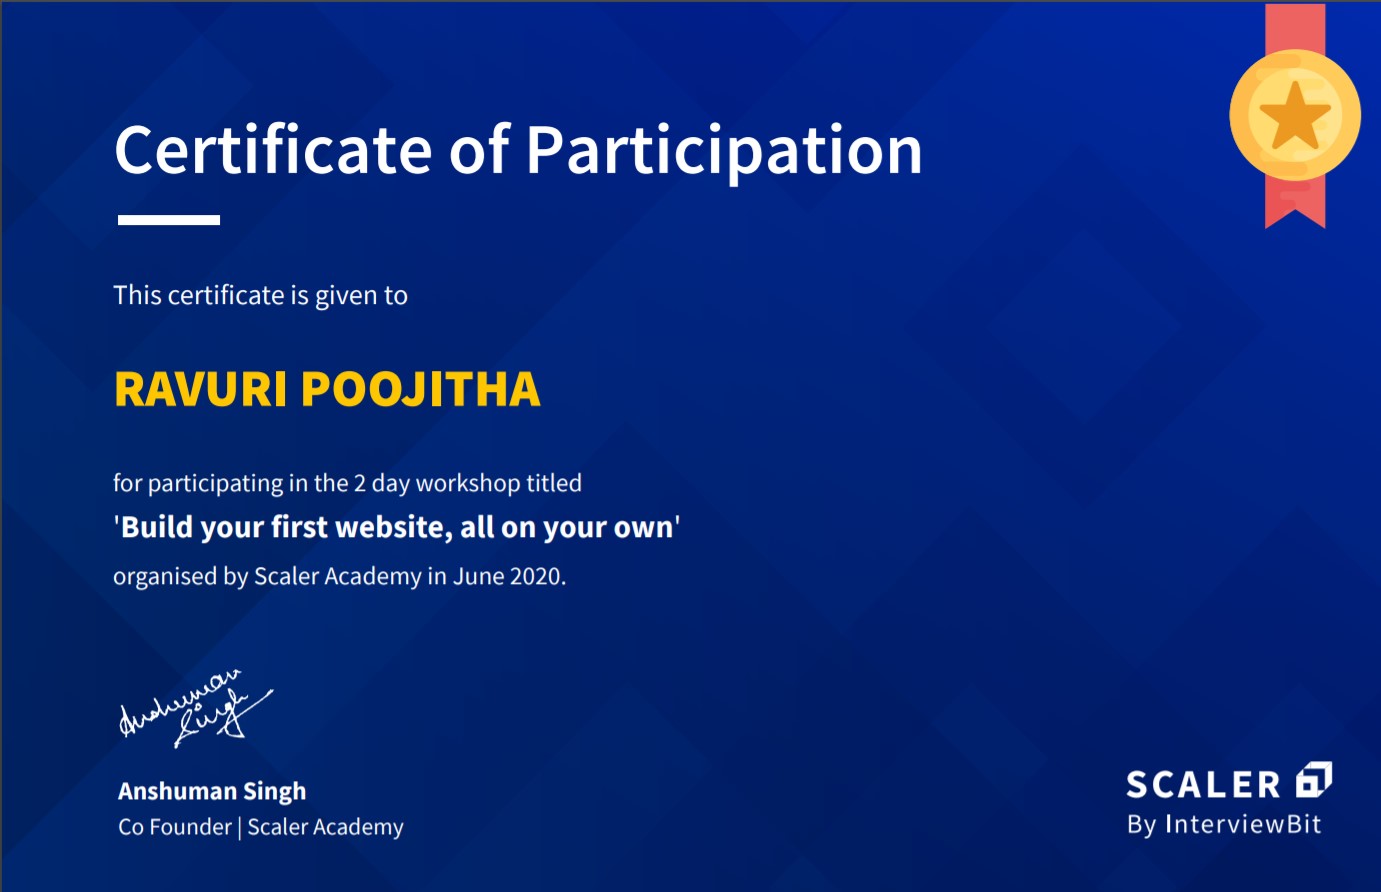 Certificate of Participation
This certificate is given to
RAVURI POOJITHA
for participating in the 2 day workshop titled
'Build your first website, all on your own'
organised by Scaler Academy in June 2020.
Anshuman
Singh
Anshuman Singh
Co Founder | Scaler Academy
SCALER
By InterviewBit